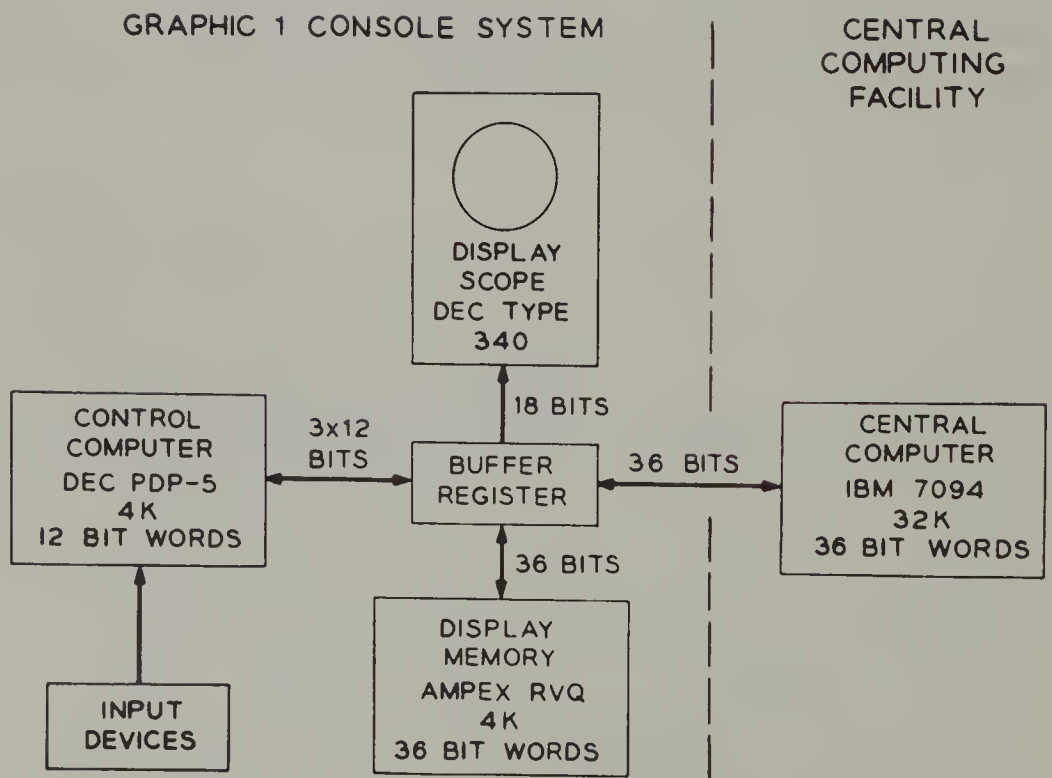 GRAPHIC 1 CONSOLE SYSTEM
CENTRAL
COMPUTING
FACILITY
DISPLAY
SCOPE
DEC TYPE
340
18 BITS
CONTROL
COMPUTER
DEC PDP-5
4K
12 BIT WORDS
3x12
BITS
BUFFER
REGISTER
36 BITS
CENTRAL
COMPUTER
IBM 7094
32K
36 BIT WORDS
36 BITS
DISPLAY
MEMORY
AMPEX RVQ
4K
36 BIT WORDS
INPUT
DEVICES